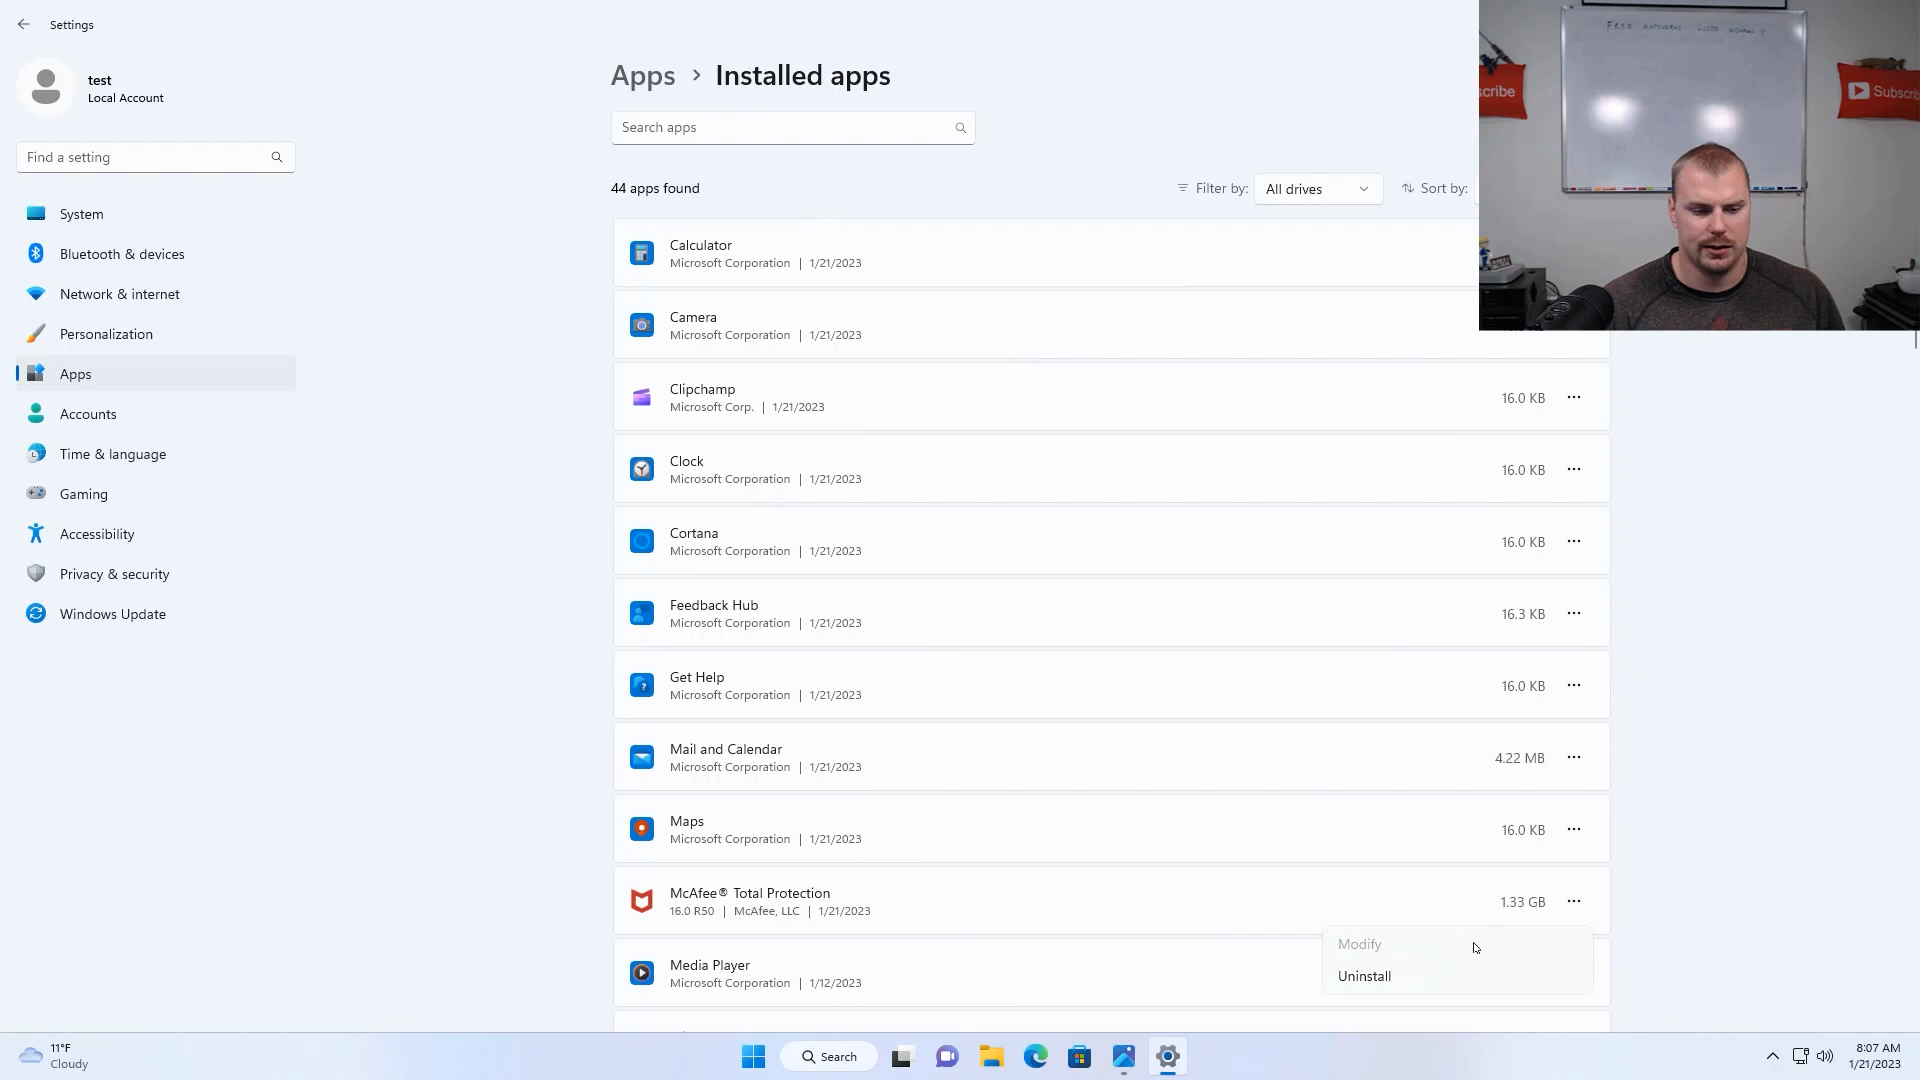 Settings
test
Local Account
Find a setting
System
Bluetooth & devices
Network & internet
Personalization
Apps
Accounts
Time & language
Gaming
Accessibility
Privacy & security
Windows Update
Apps > Installed apps
Search apps
44 apps found
Filter by: All drives
Sort by:
Calculator
Microsoft Corporation | 1/21/2023
Camera
Microsoft Corporation | 1/21/2023
Clipchamp
Microsoft Corp. | 1/21/2023
16.0 KB
Clock
Microsoft Corporation | 1/21/2023
16.0 KB
Cortana
Microsoft Corporation | 1/21/2023
16.0 KB
Feedback Hub
Microsoft Corporation | 1/21/2023
16.3 KB
Get Help
Microsoft Corporation | 1/21/2023
16.0 KB
Mail and Calendar
Microsoft Corporation | 1/21/2023
4.22 MB
Maps
Microsoft Corporation | 1/21/2023
16.0 KB
McAfee® Total Protection
16.0 R50 | McAfee, LLC | 1/21/2023
1.33 GB
Modify
Uninstall
Media Player
Microsoft Corporation | 1/12/2023
FREE ANTIVIRUS
scribe
Subscribe
11°F
Cloudy
Search
8:07 AM
1/21/2023